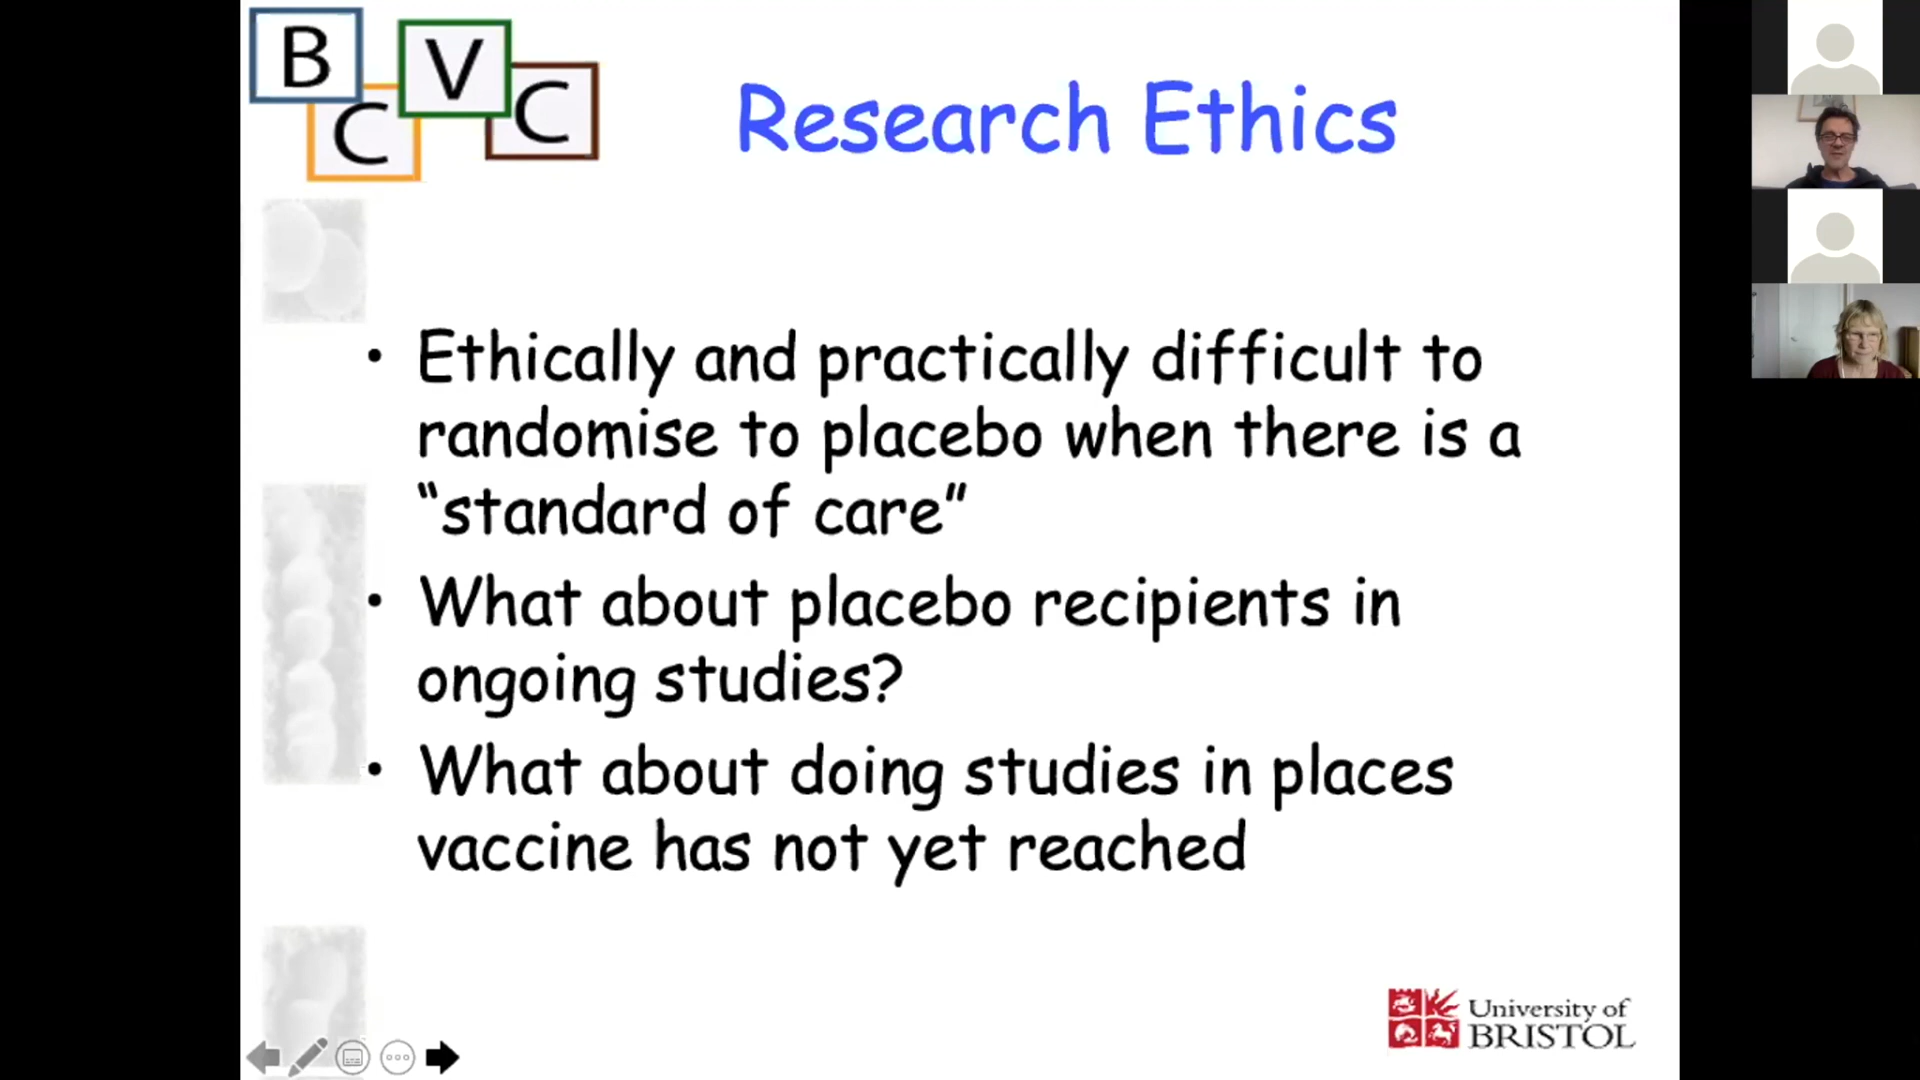 B
C
V
C
Research Ethics
• Ethically and practically difficult to
randomise to placebo when there is a
“standard of care”
• What about placebo recipients in
ongoing studies?
• What about doing studies in places
vaccine has not yet reached
University of
BRISTOL